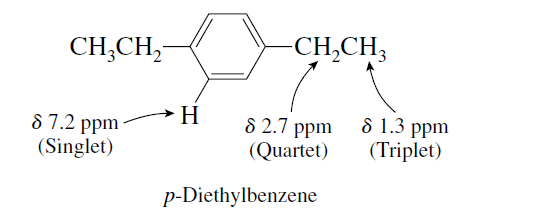 CH₃CH₂ CH₂CH₃
H
δ 7.2 ppm δ 2.7 ppm δ 1.3 ppm
(Singlet) (Quartet) (Triplet)
p-Diethylbenzene